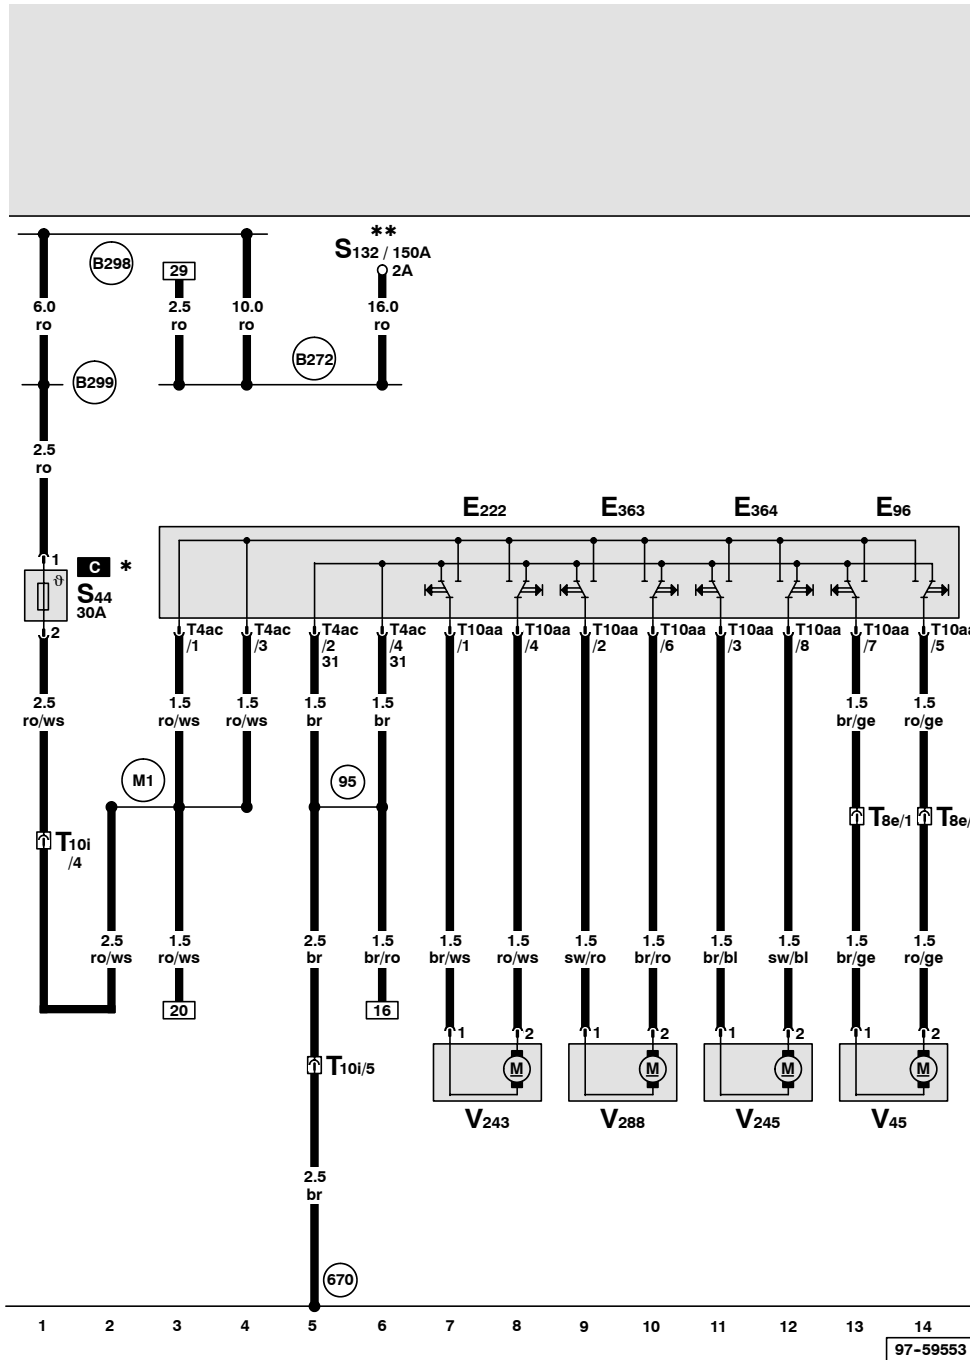 **
S132 / 150A
2A
B298
29
6.0 2.5 10.0 16.0
ro ro ro ro
B272
B299
2.5
ro
E222 E363 E364 E96
1
C *
ϑ
S44
30A
2
T4ac T4ac T4ac T4ac T10aa T10aa T10aa T10aa T10aa T10aa T10aa T10aa
/1 /3 /2 /4 /1 /4 /2 /6 /3 /8 /7 /5
31 31
2.5 1.5 1.5 1.5 1.5 1.5 1.5
ro/ws ro/ws ro/ws br br br/ge ro/ge
M1 95
T8e/1 T8e/
T10i
/4
2.5 1.5 2.5 1.5 1.5 1.5 1.5 1.5 1.5 1.5 1.5 1.5
ro/ws ro/ws br br/ro br/ws ro/ws sw/ro br/ro br/bl sw/bl br/ge ro/ge
20 16
1 2 1 2 1 2 1 2
T10i/5
M M M M
V243 V288 V245 V45
2.5
br
670
1 2 3 4 5 6 7 8 9 10 11 12 13 14
97-59553